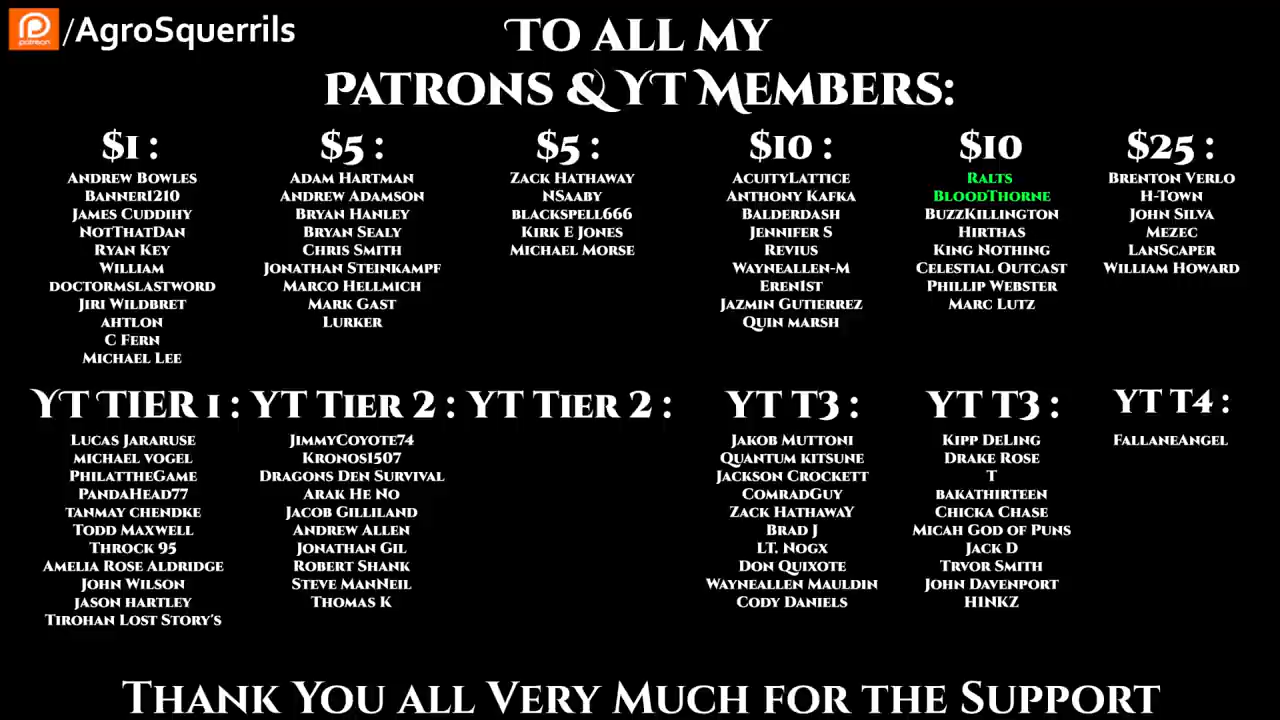 patreon
/AgroSquerrils
To all my
Patrons & YT Members:
$1 :
Andrew Bowles
Banner1210
James Cuddihy
NotThatDan
Ryan Key
William
doctormslastword
Jiri Wildbret
ahtlon
C Fern
Michael Lee
$5 :
Adam Hartman
Andrew Adamson
Bryan Hanley
Bryan Sealy
Chris Smith
Jonathan Steinkampf
Marco Hellmich
Mark Gast
Lurker
$5 :
Zack Hathaway
NSaaby
blackspell666
Kirk E Jones
Michael Morse
$10 :
AcuityLattice
Anthony Kafka
Balderdash
Jennifer S
Revius
Wayneallen-M
Eren1st
Jazmin Gutierrez
Quin marsh
$10
Ralts
BloodThorne
BuzzKillington
Hirthas
King Nothing
Celestial Outcast
Phillip Webster
Marc Lutz
$25 :
Brenton Verlo
H-Town
John Silva
Mezec
LanScaper
William Howard
YT Tier 1 :
Lucas Jararuse
michael vogel
PhilattheGame
PandaHead77
tanmay chendke
Todd Maxwell
Throck 95
Amelia Rose Aldridge
John Wilson
jason hartley
Tirohan Lost Story's
YT Tier 2 :
JimmyCoyote74
Kronos1507
Dragons Den Survival
Arak He No
Jacob Gilliland
Andrew Allen
Jonathan Gil
Robert Shank
Steve ManNeil
Thomas K
YT Tier 2 :
YT T3 :
Jakob Muttoni
Quantum kitsune
Jackson Crockett
ComradGuy
Zack HathawaY
Brad J
Lt. Nogx
Don Quixote
Wayneallen Mauldin
Cody Daniels
YT T3 :
Kipp DeLing
Drake Rose
T
bakathirteen
Chicka Chase
Micah God of Puns
Jack D
Trvor Smith
John Davenport
H1NKZ
YT T4 :
FallaneAngel
Thank You all Very Much for the Support